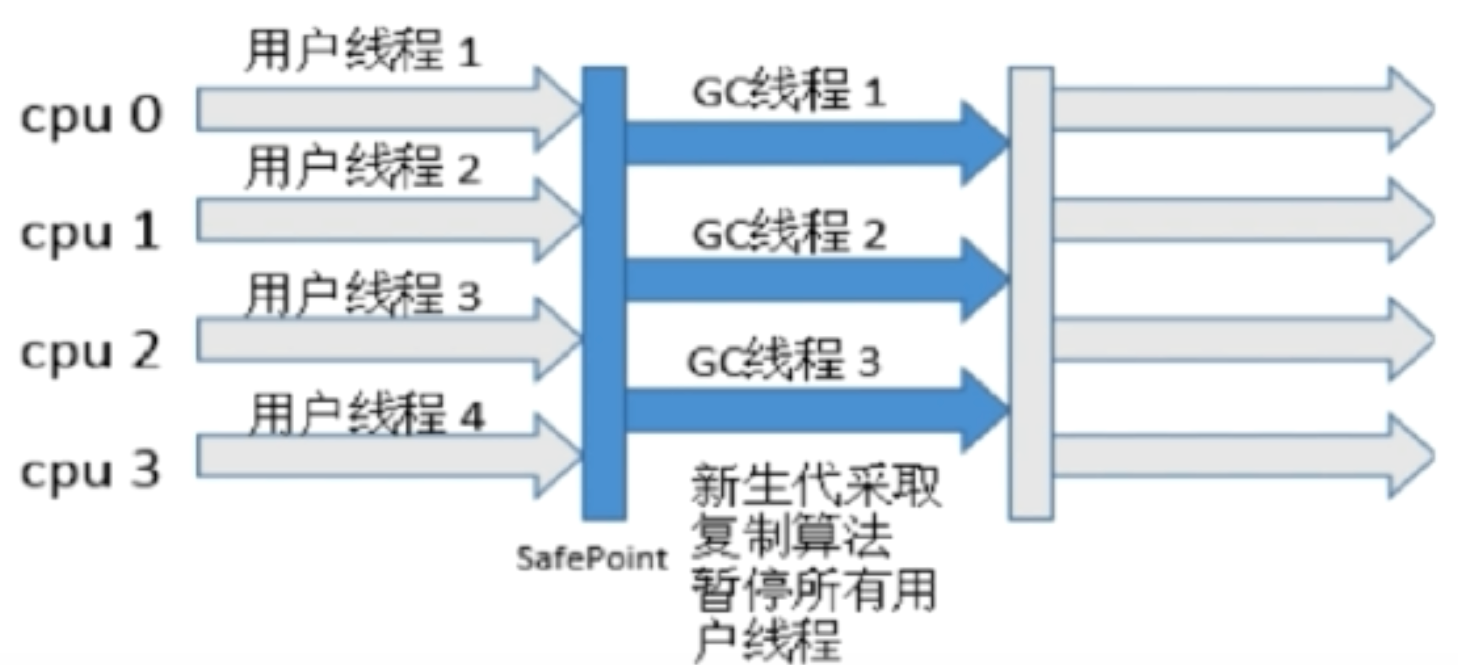 用户线程 1
cpu 0
GC线程 1
用户线程 2
cpu 1
GC线程 2
用户线程 3
cpu 2
GC线程 3
用户线程 4
cpu 3
新生代采取
复制算法
暂停所有用
户线程
SafePoint